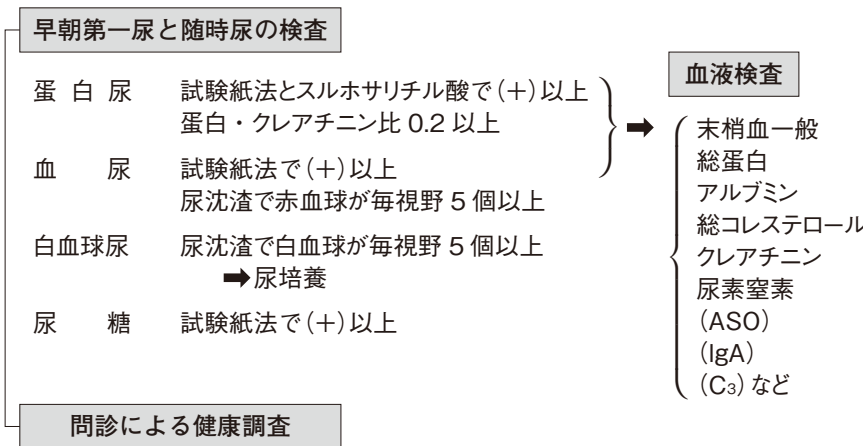 早朝第一尿と随時尿の検査
蛋白尿 試験紙法とスルホサリチル酸で(+)以上
蛋白・クレアチニン比 0.2 以上
血尿 試験紙法で(+)以上
尿沈渣で赤血球が毎視野 5 個以上
白血球尿 尿沈渣で白血球が毎視野 5 個以上
➡尿培養
尿糖 試験紙法で(+)以上
問診による健康調査
➡
血液検査
末梢血一般
総蛋白
アルブミン
総コレステロール
クレアチニン
尿素窒素
(ASO)
(IgA)
(C₃)など